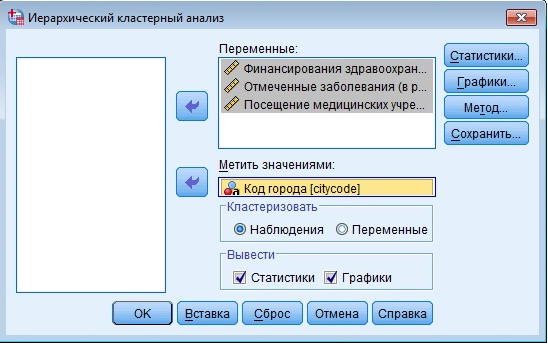 Иерархический кластерный анализ
Переменные:
Финансирования здравоохран...
Отмеченные заболевания (в р...
Посещение медицинских учре...
Статистики...
Графики...
Метод...
Сохранить...
Метить значениями:
Код города [citycode]
Кластеризовать
Наблюдения Переменные
Вывести
Статистики Графики
OK Вставка Сброс Отмена Справка